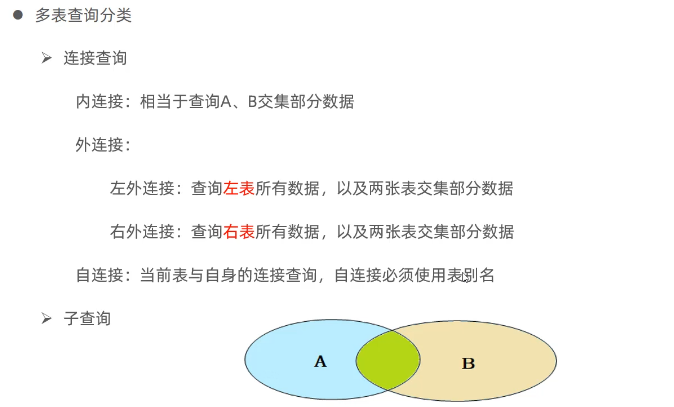 多表查询分类
连接查询
内连接：相当于查询A、B交集部分数据
外连接：
左外连接：查询左表所有数据，以及两张表交集部分数据
右外连接：查询右表所有数据，以及两张表交集部分数据
自连接：当前表与自身的连接查询，自连接必须使用表别名
子查询
A
B